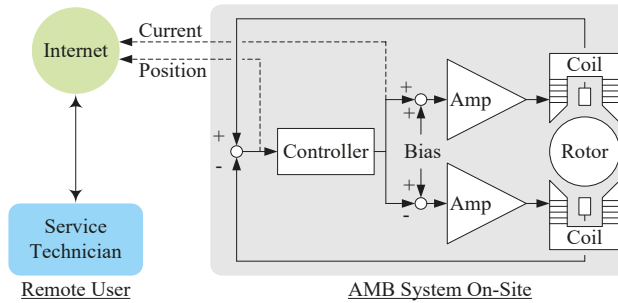 Internet
Current
Position
Service
Technician
Remote User
+
-
Controller
+
+
Bias
+
-
Amp
Amp
Coil
Rotor
Coil
AMB System On-Site